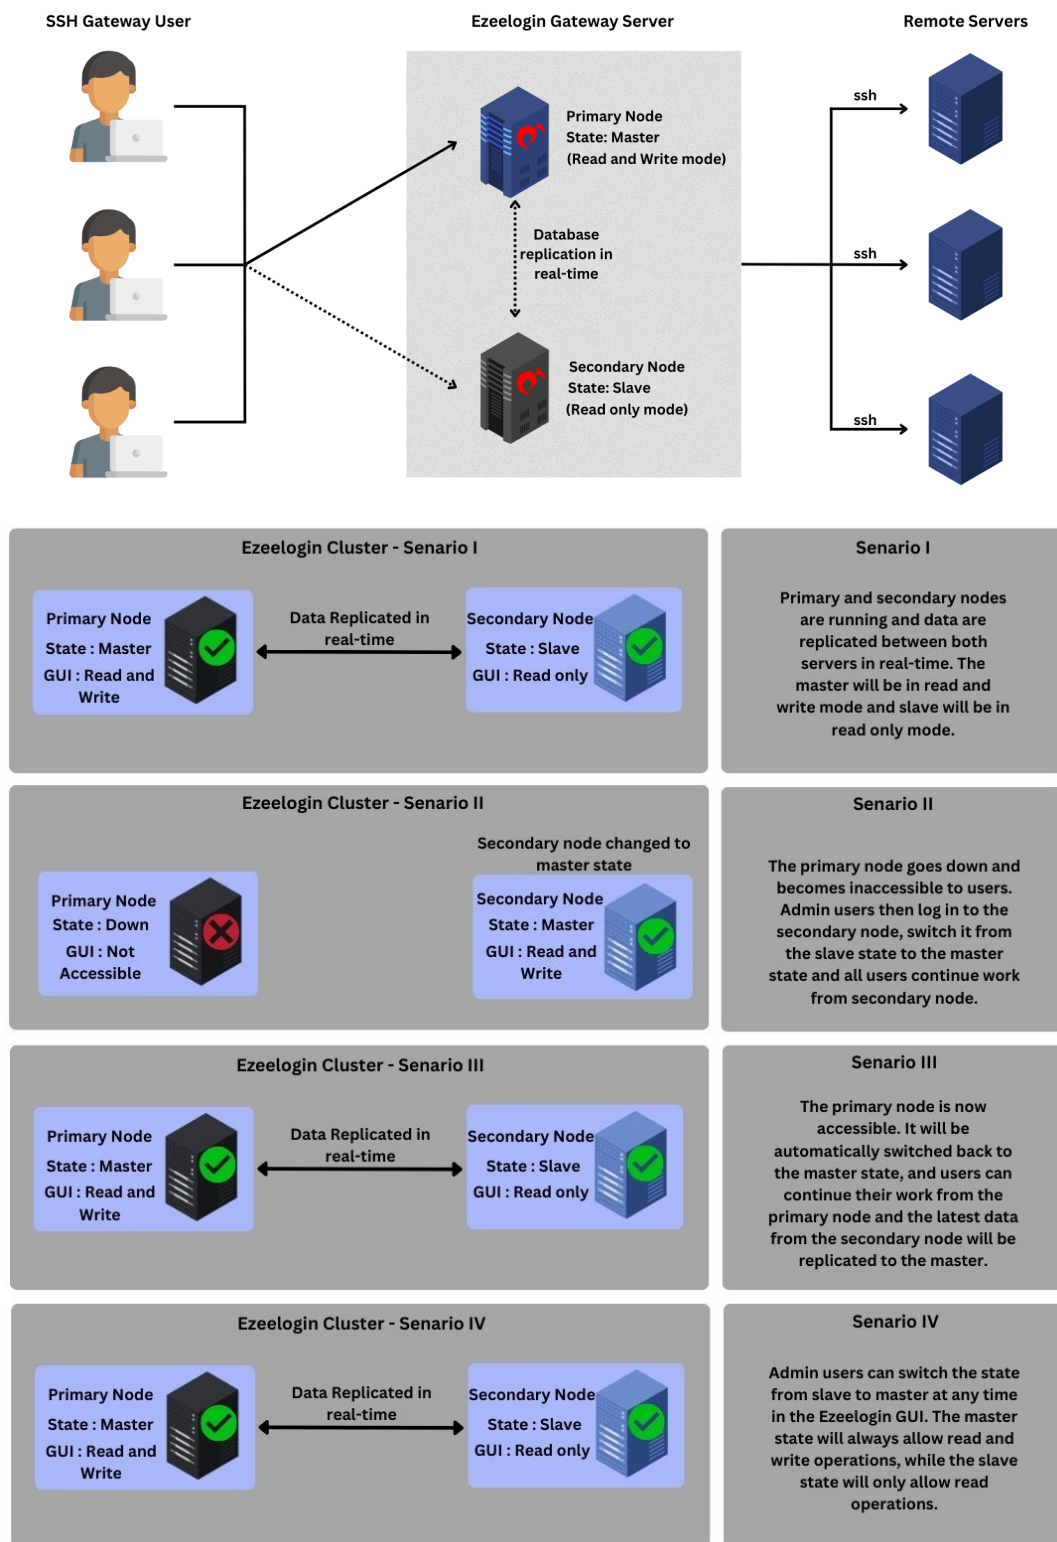 SSH Gateway User
Ezeelogin Gateway Server
Remote Servers
Primary Node
State: Master
(Read and Write mode)
Database
replication in
real-time
Secondary Node
State: Slave
(Read only mode)
ssh
ssh
ssh
Ezeelogin Cluster - Senario I
Primary Node
State : Master
GUI : Read and
Write
Data Replicated in
real-time
Secondary Node
State : Slave
GUI : Read only
Senario I
Primary and secondary nodes
are running and data are
replicated between both
servers in real-time. The
master will be in read and
write mode and slave will be in
read only mode.
Ezeelogin Cluster - Senario II
Primary Node
State : Down
GUI : Not
Accessible
Secondary node changed to
master state
Secondary Node
State : Master
GUI : Read and
Write
Senario II
The primary node goes down and
becomes inaccessible to users.
Admin users then log in to the
secondary node, switch it from
the slave state to the master
state and all users continue work
from secondary node.
Ezeelogin Cluster - Senario III
Primary Node
State : Master
GUI : Read and
Write
Data Replicated in
real-time
Secondary Node
State : Slave
GUI : Read only
Senario III
The primary node is now
accessible. It will be
automatically switched back to
the master state, and users can
continue their work from the
primary node and the latest data
from the secondary node will be
replicated to the master.
Ezeelogin Cluster - Senario IV
Primary Node
State : Master
GUI : Read and
Write
Data Replicated in
real-time
Secondary Node
State : Slave
GUI : Read only
Senario IV
Admin users can switch the state
from slave to master at any time
in the Ezeelogin GUI. The master
state will always allow read and
write operations, while the slave
state will only allow read
operations.